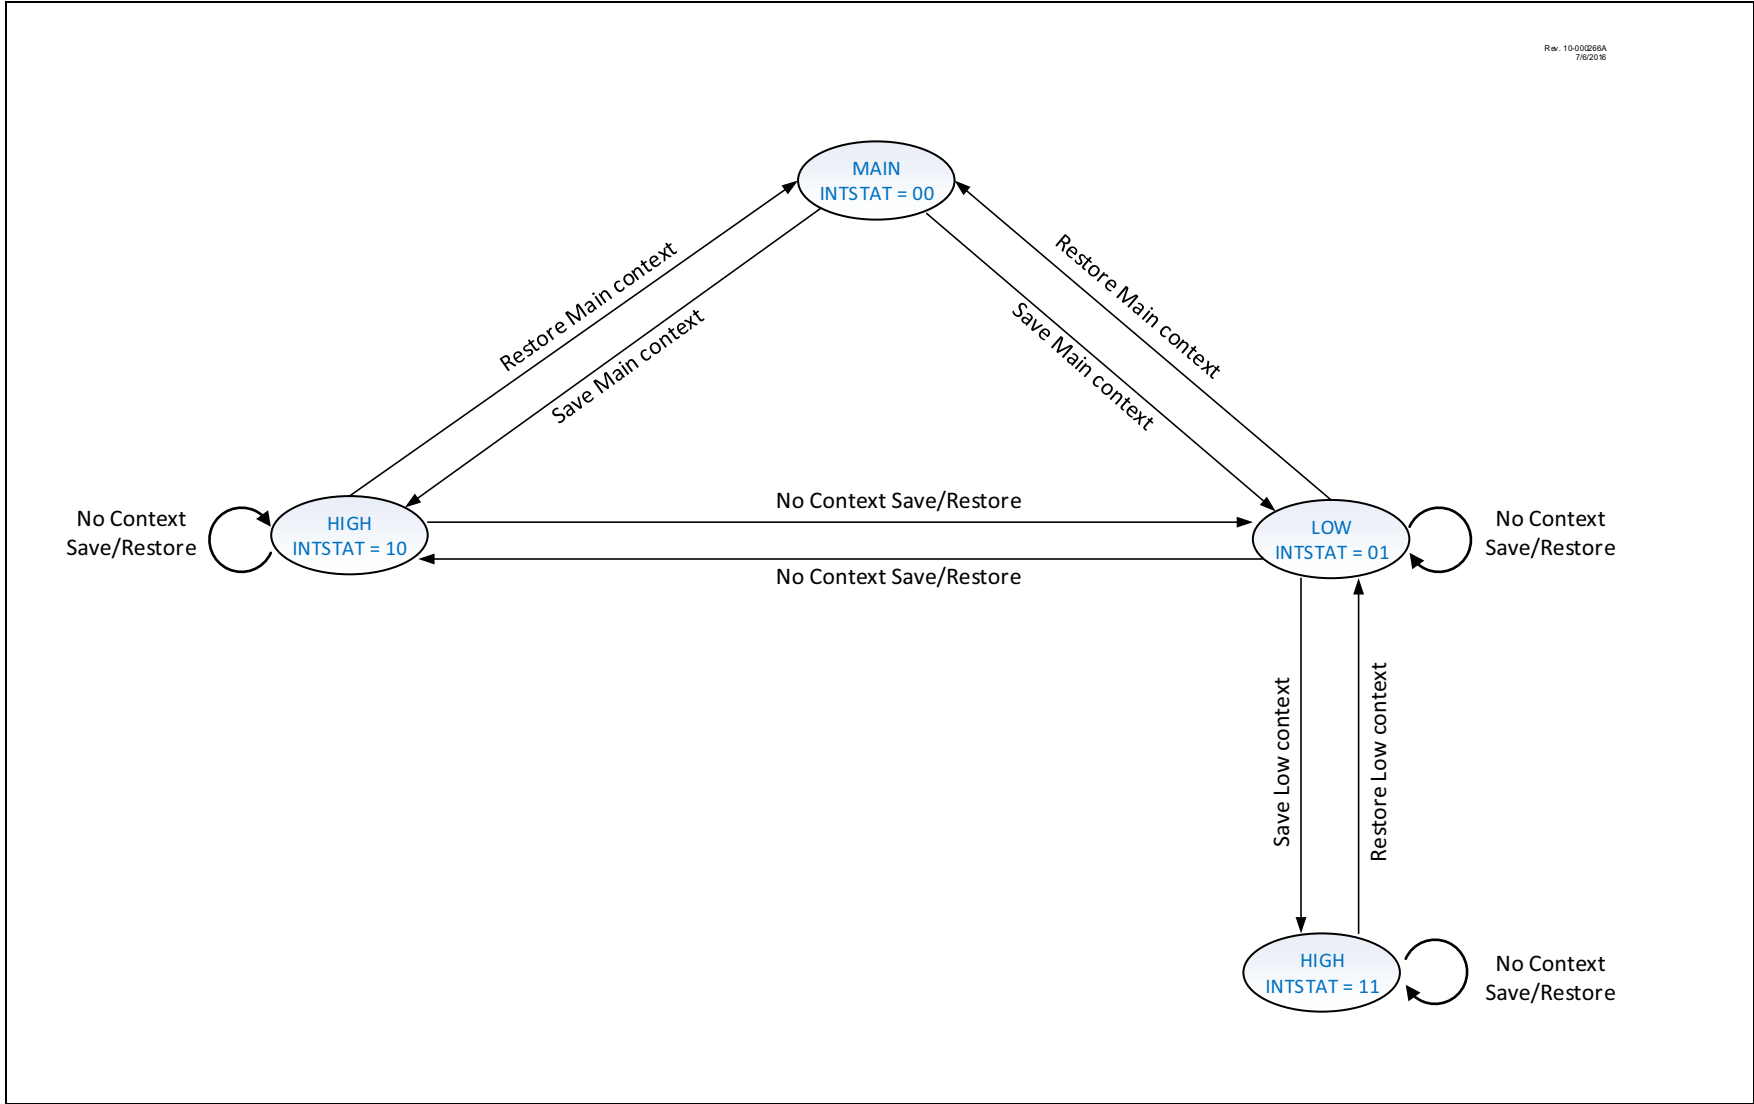 Rev. 10-000266A
7/6/2016
MAIN
INTSTAT = 00
Restore Main context
Save Main context
Save Main context
Restore Main context
No Context
Save/Restore
HIGH
INTSTAT = 10
No Context Save/Restore
No Context Save/Restore
LOW
INTSTAT = 01
No Context
Save/Restore
Save Low context
Restore Low context
HIGH
INTSTAT = 11
No Context
Save/Restore